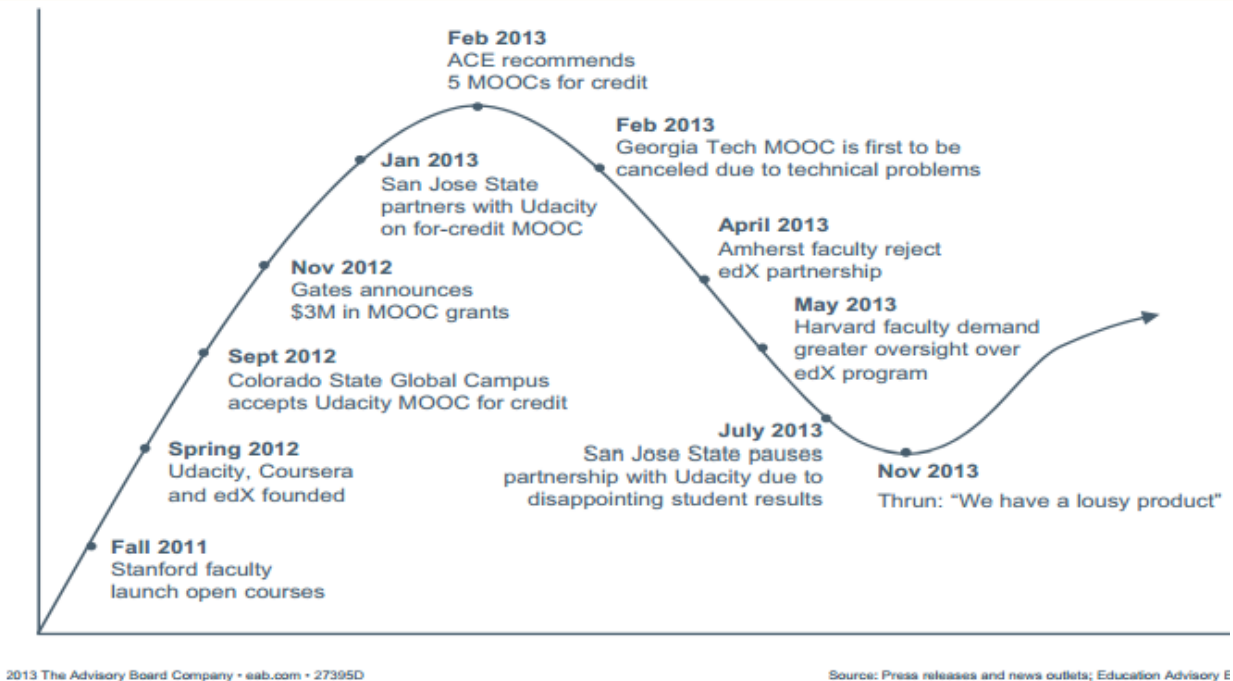 Feb 2013
ACE recommends
5 MOOCs for credit
Feb 2013
Georgia Tech MOOC is first to be
canceled due to technical problems
Jan 2013
San Jose State
partners with Udacity
on for-credit MOOC
April 2013
Amherst faculty reject
edX partnership
Nov 2012
Gates announces
$3M in MOOC grants
May 2013
Harvard faculty demand
greater oversight over
edX program
Sept 2012
Colorado State Global Campus
accepts Udacity MOOC for credit
July 2013
San Jose State pauses
partnership with Udacity due to
disappointing student results
Spring 2012
Udacity, Coursera
and edX founded
Nov 2013
Thrun: “We have a lousy product”
Fall 2011
Stanford faculty
launch open courses
2013 The Advisory Board Company • eab.com • 27395D
Source: Press releases and news outlets; Education Advisory